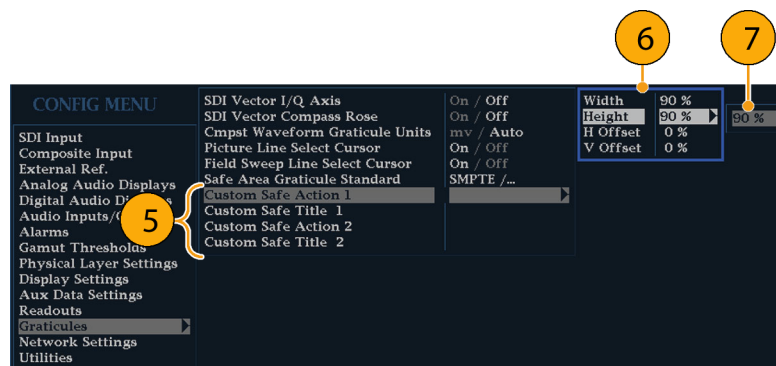 6
7
CONFIG MENU
SDI Input
Composite Input
External Ref.
Analog Audio Displays
Digital Audio
Audio Inputs/
Alarms
Gamut Thresholds
Physical Layer Settings
Display Settings
Aux Data Settings
Readouts
Graticules
Network Settings
Utilities
5
SDI Vector I/Q Axis On / Off
SDI Vector Compass Rose On / Off
Cmpst Waveform Graticule Units mv / Auto
Picture Line Select Cursor On / Off
Field Sweep Line Select Cursor On / Off
Safe Area Graticule Standard SMPTE /...
Custom Safe Action 1
Custom Safe Title 1
Custom Safe Action 2
Custom Safe Title 2
Width 90 %
Height 90 %
H Offset 0 %
V Offset 0 %
90 %